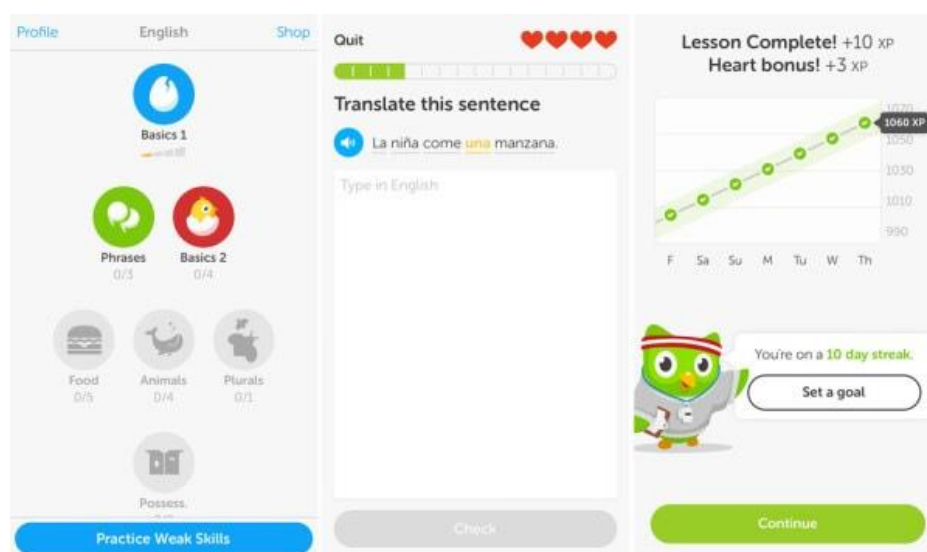 Profile English Shop
Basics 1
Phrases Basics 2
0/3 0/4
Food Animals Plurals
0/5 0/4 0/1
Possess.
Practice Weak Skills
Quit
Translate this sentence
La niña come una manzana.
Type in English
Check
Lesson Complete! +10 XP
Heart bonus! +3 XP
1070
1060 XP
1050
1030
1010
990
F Sa Su M Tu W Th
You're on a 10 day streak.
Set a goal
Continue